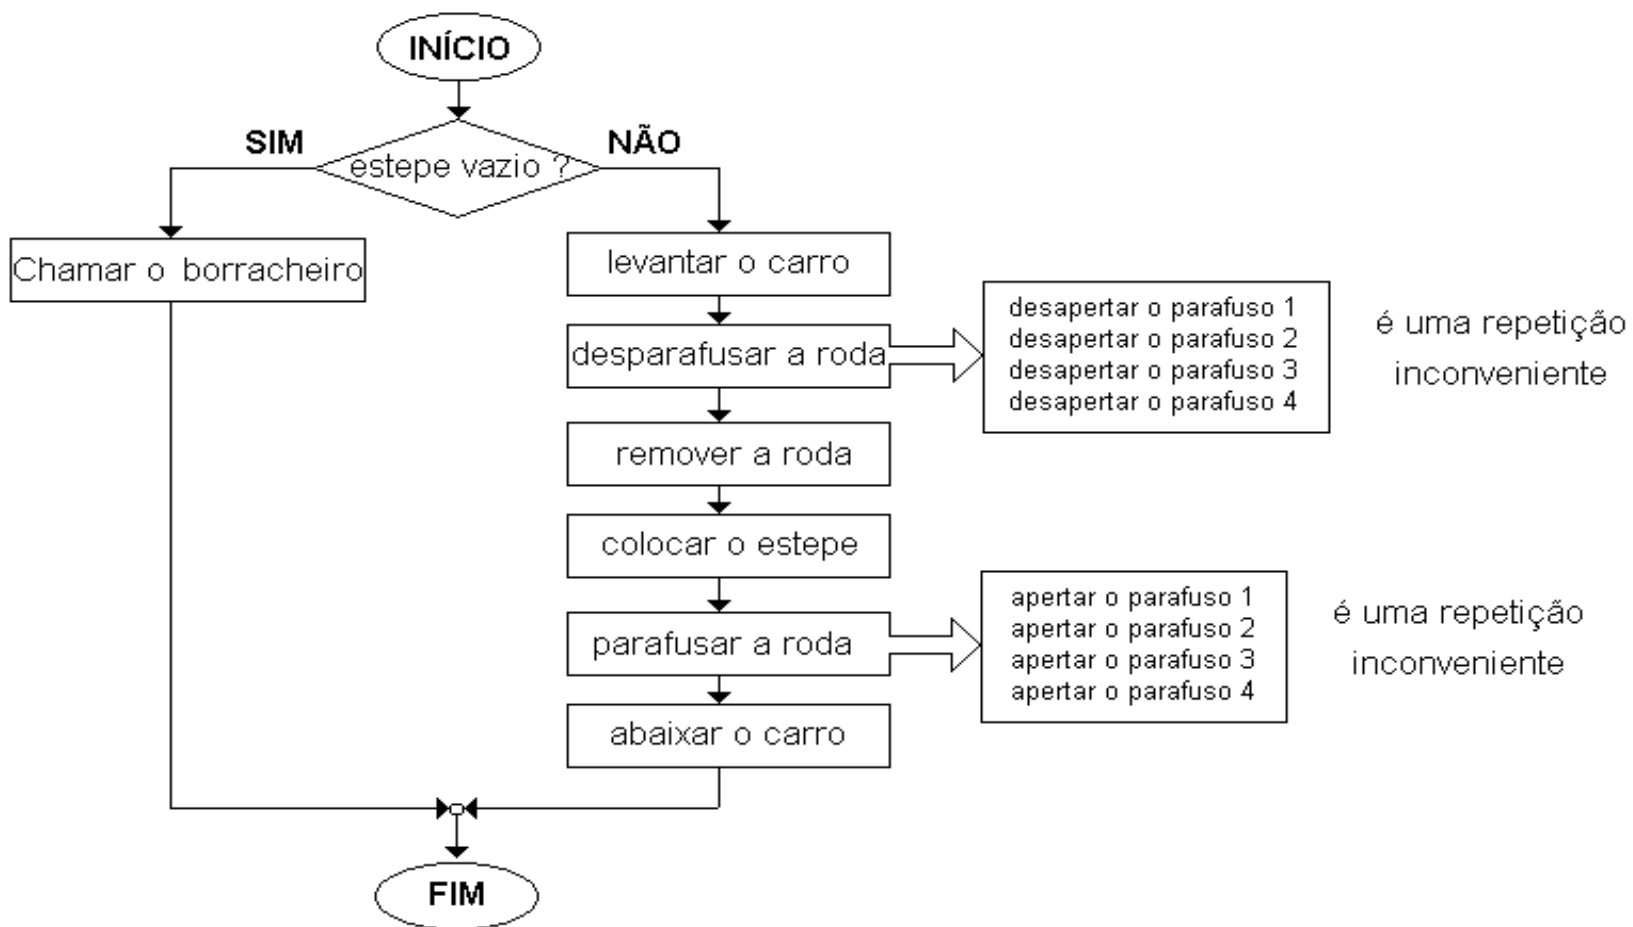 INÍCIO
SIM
NÃO
estepe vazio ?
Chamar o borracheiro
levantar o carro
desparafusar a roda
desapertar o parafuso 1
desapertar o parafuso 2
desapertar o parafuso 3
desapertar o parafuso 4
é uma repetição
inconveniente
remover a roda
colocar o estepe
parafusar a roda
apertar o parafuso 1
apertar o parafuso 2
apertar o parafuso 3
apertar o parafuso 4
é uma repetição
inconveniente
abaixar o carro
FIM